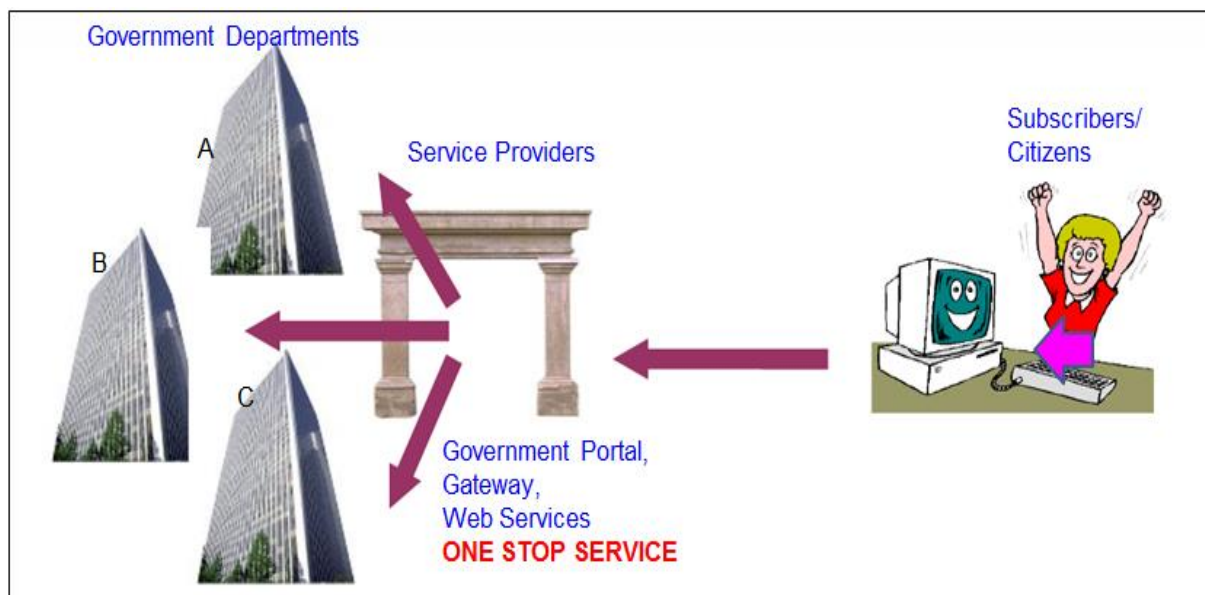 Government Departments
A
B
C
Service Providers
Government Portal,
Gateway,
Web Services
ONE STOP SERVICE
Subscribers/
Citizens